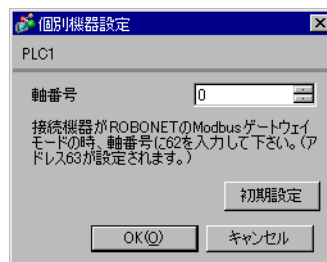 個別機器設定
PLC1
軸番号
0
接続機器がROBONETのModbusゲートウェイ
モードの時、軸番号に62を入力して下さい。(ア
ドレス63が設定されます。)
初期設定
OK(O)
キャンセル